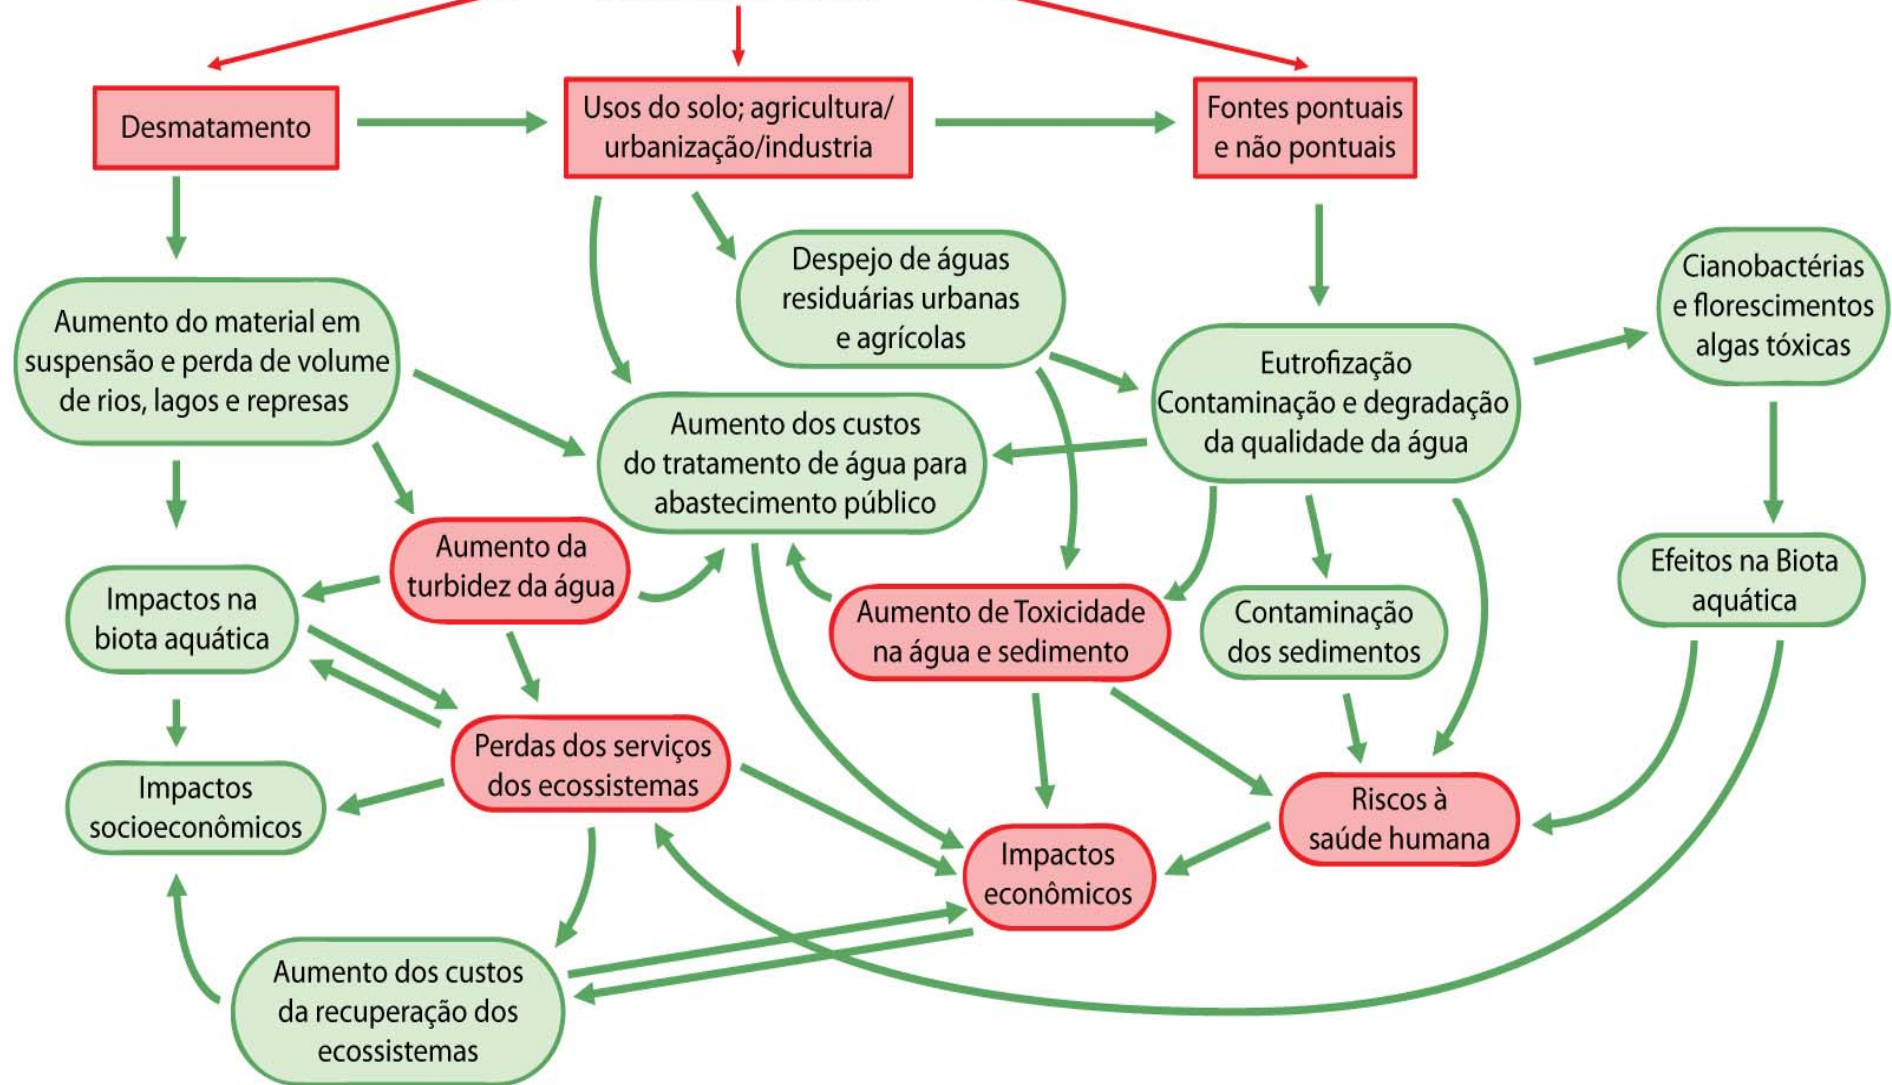 Desmatamento
Usos do solo; agricultura/
urbanização/industria
Fontes pontuais
e não pontuais
Despejo de águas
residuárias urbanas
e agrícolas
Cianobactérias
e florescimentos
algas tóxicas
Aumento do material em
suspensão e perda de volume
de rios, lagos e represas
Eutrofização
Contaminação e degradação
da qualidade da água
Aumento dos custos
do tratamento de água para
abastecimento público
Aumento da
turbidez da água
Efeitos na Biota
aquática
Impactos na
biota aquática
Aumento de Toxicidade
na água e sedimento
Contaminação
dos sedimentos
Perdas dos serviços
dos ecossistemas
Impactos
socioeconômicos
Riscos à
saúde humana
Impactos
econômicos
Aumento dos custos
da recuperação dos
ecossistemas